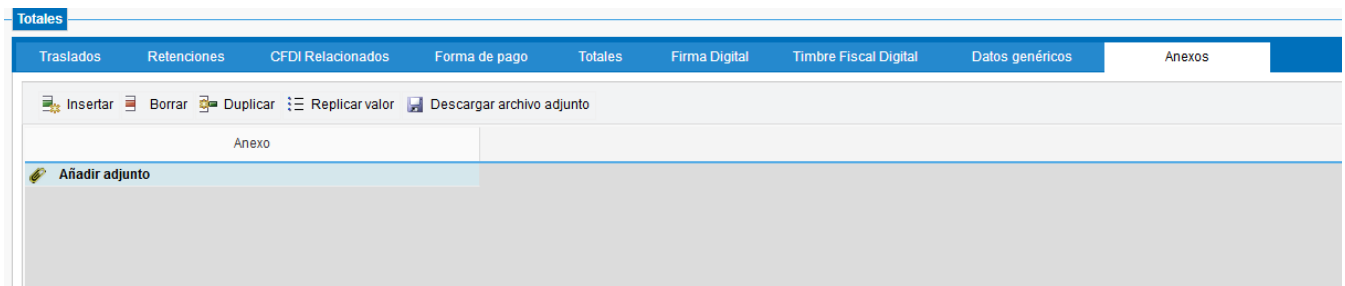 Totales
Traslados Retenciones CFDI Relacionados Forma de pago Totales Firma Digital Timbre Fiscal Digital Datos genéricos Anexos
Insertar Borrar Duplicar Replicar valor Descargar archivo adjunto
Anexo
Añadir adjunto